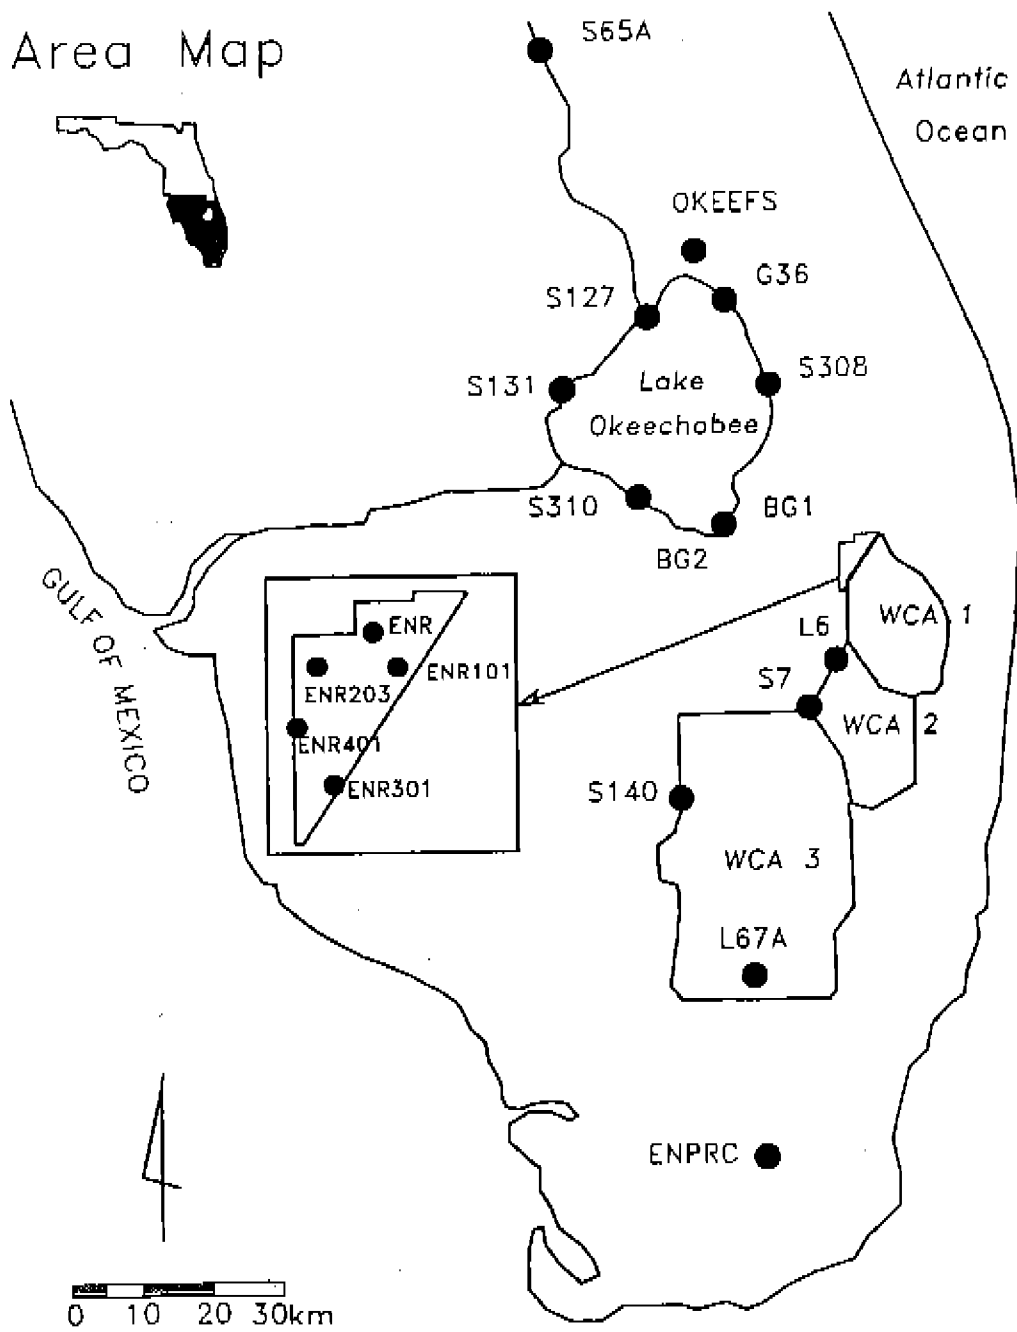 Area Map
S65A
Atlantic
Ocean
OKEEFS
G36
S127
S308
S131
Lake
Okeechobee
S310
BG1
BG2
GULF OF MEXICO
WCA 1
L6
S7
WCA 2
ENR
ENR101
ENR203
ENR401
ENR301
S140
WCA 3
L67A
ENPRC
0 10 20 30km